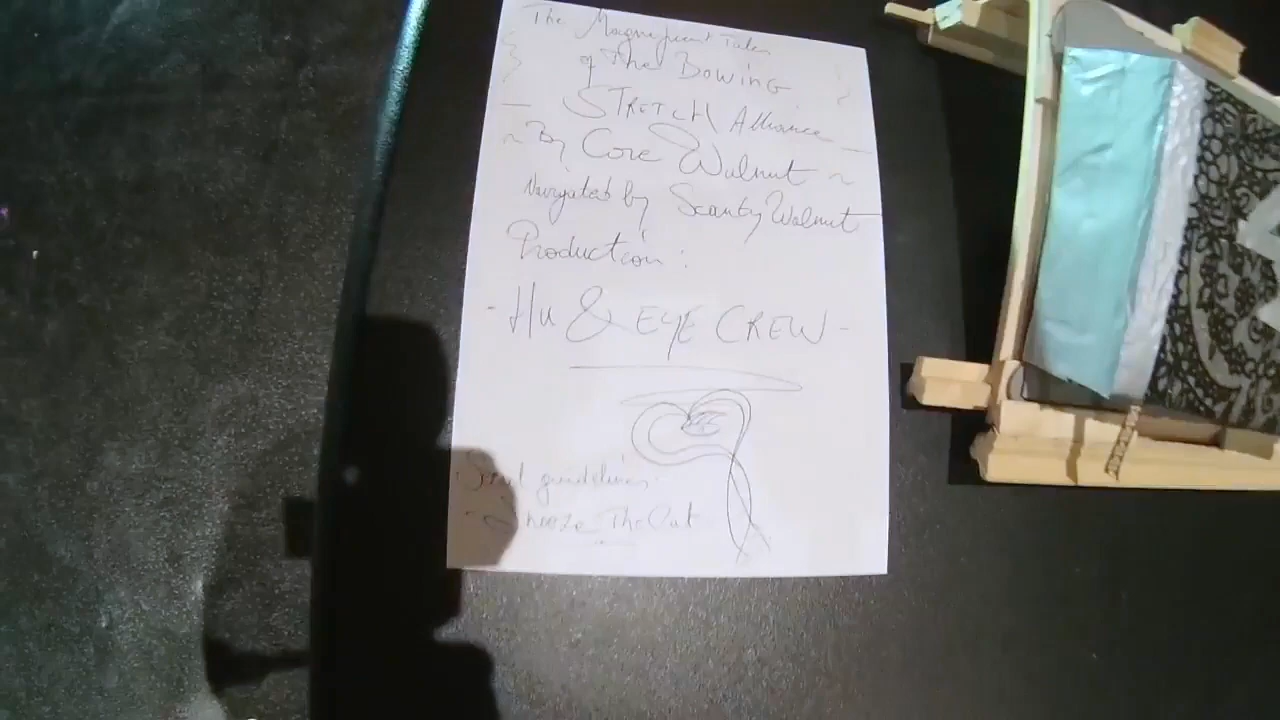 The Magnificent Tales
of The Bowing
STRETCH Alliance
~ By Core Walnut ~
Navigated by Scanty Walnut
Production :
- Hu & EYE CREW -
guidelines
The Out